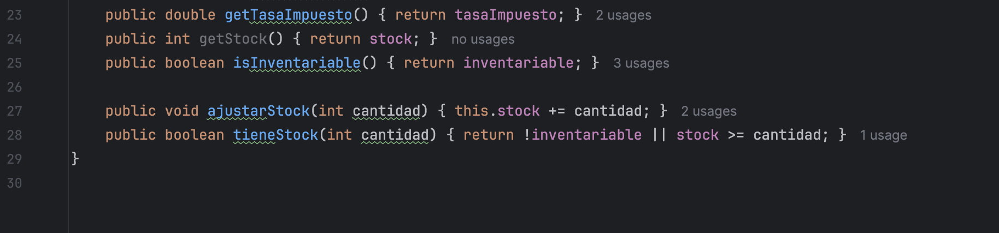 23 public double getTasaImpuesto() { return tasaImpuesto; } 2 usages
24 public int getStock() { return stock; } no usages
25 public boolean isInventariable() { return inventariable; } 3 usages
26
27 public void ajustarStock(int cantidad) { this.stock += cantidad; } 2 usages
28 public boolean tieneStock(int cantidad) { return !inventariable || stock >= cantidad; } 1 usage
29 }
30